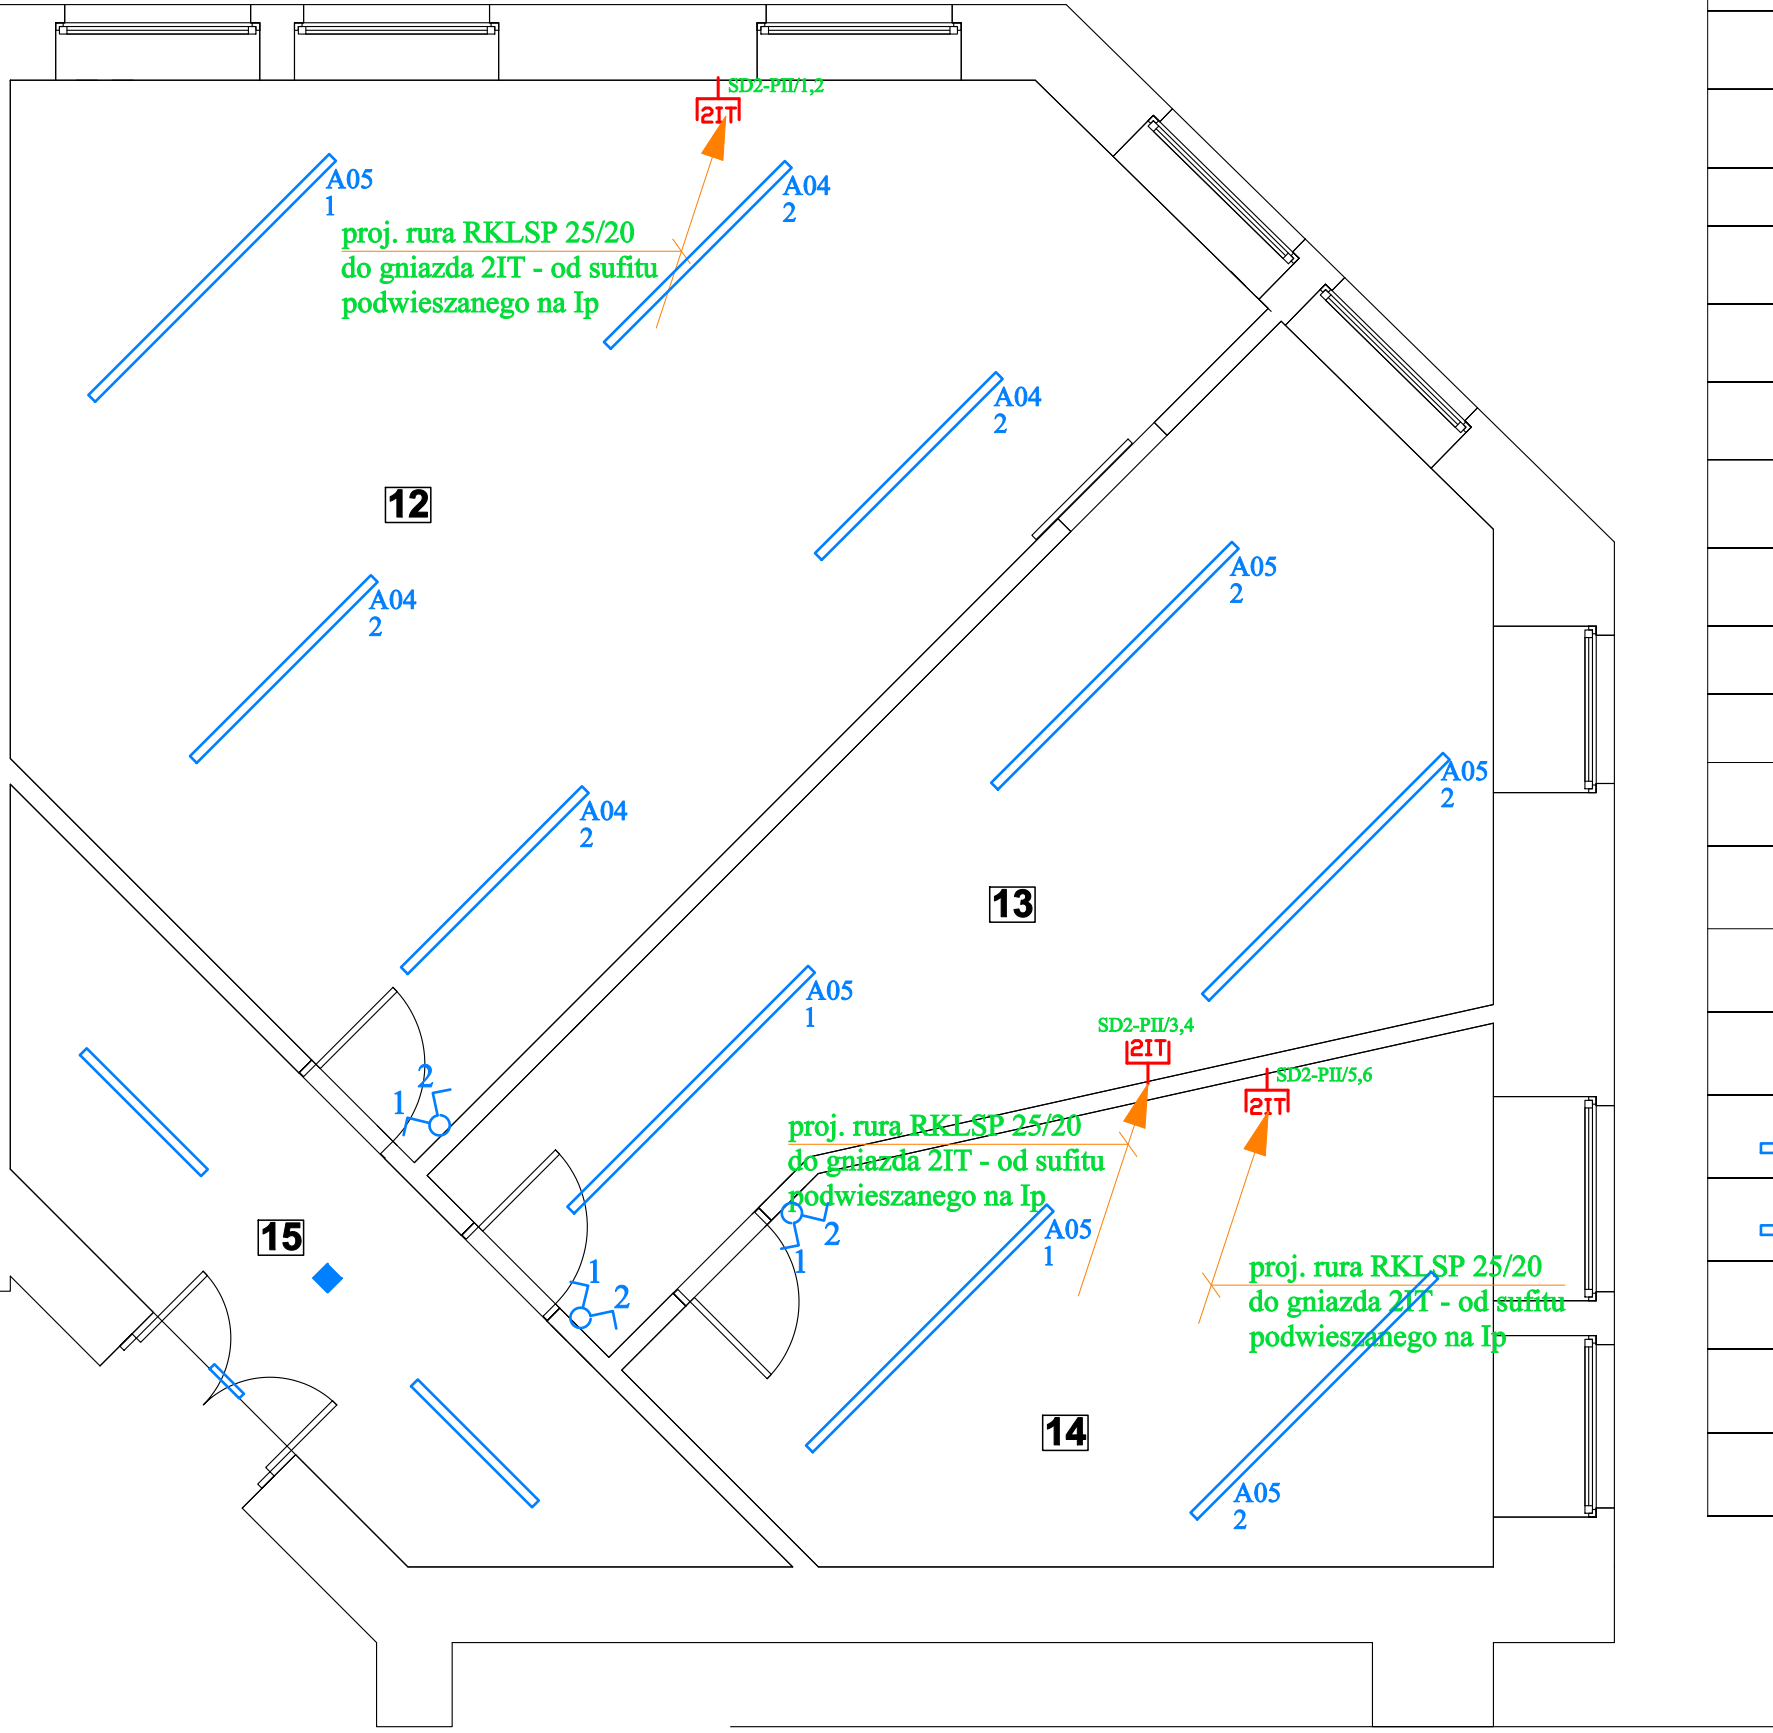 SD2-PII/1,2
2IT
A05
1
A04
2
proj. rura RKLSP 25/20
do gniazda 2IT - od sufitu
podwieszanego na Ip
A04
2
12
A05
2
A04
2
A05
2
A04
2
13
A05
1
SD2-PII/3,4
2IT
SD2-PII/5,6
2IT
2
1
proj. rura RKLSP 25/20
do gniazda 2IT - od sufitu
podwieszanego na Ip
15
A05
1
2
1
1
2
proj. rura RKLSP 25/20
do gniazda 2IT - od sufitu
podwieszanego na Ip
14
A05
2